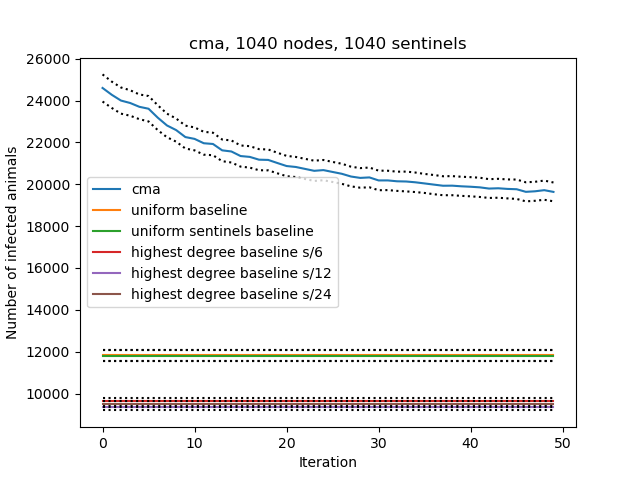 cma, 1040 nodes, 1040 sentinels
26000
24000
22000
20000
18000
16000
14000
12000
10000
Number of infected animals
cma
uniform baseline
uniform sentinels baseline
highest degree baseline s/6
highest degree baseline s/12
highest degree baseline s/24
0 10 20 30 40 50
Iteration